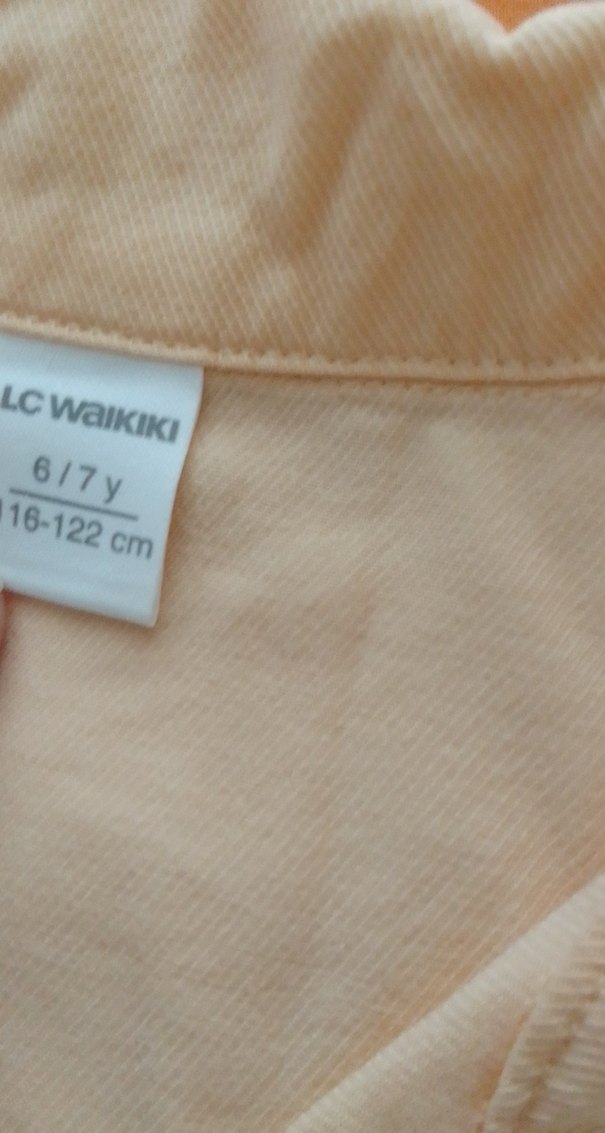 LC WAIKIKI
6 / 7 y
16-122 cm